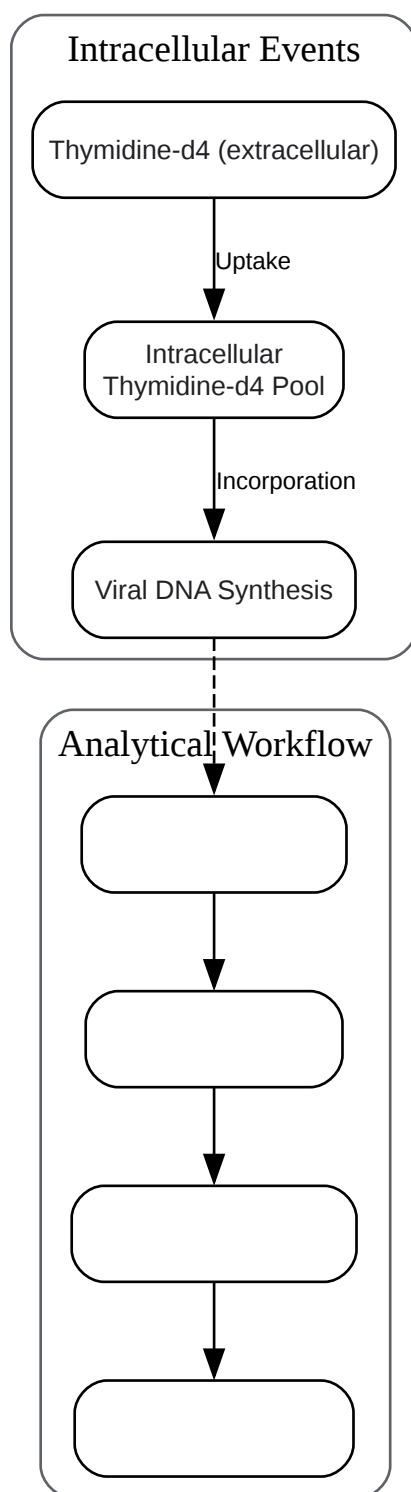 Intracellular Events
Thymidine-d4 (extracellular)
Uptake
Intracellular
Thymidine-d4 Pool
Incorporation
Viral DNA Synthesis
Analytical Workflow